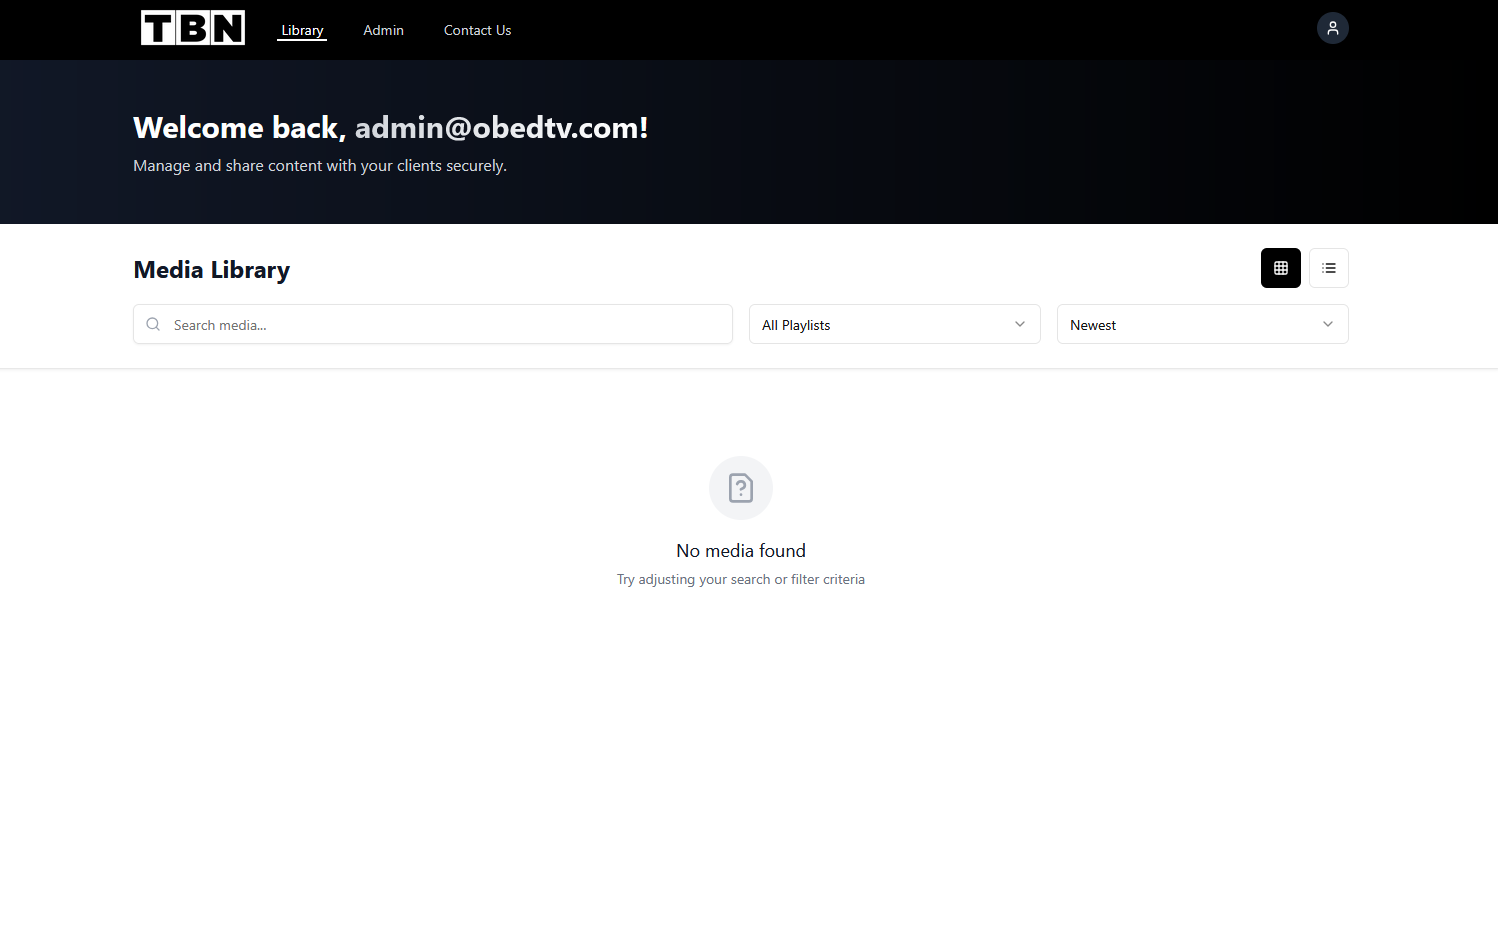 TBN
Library
Admin
Contact Us
Welcome back, admin@obedtv.com!
Manage and share content with your clients securely.
Media Library
Search media...
All Playlists
Newest
No media found
Try adjusting your search or filter criteria